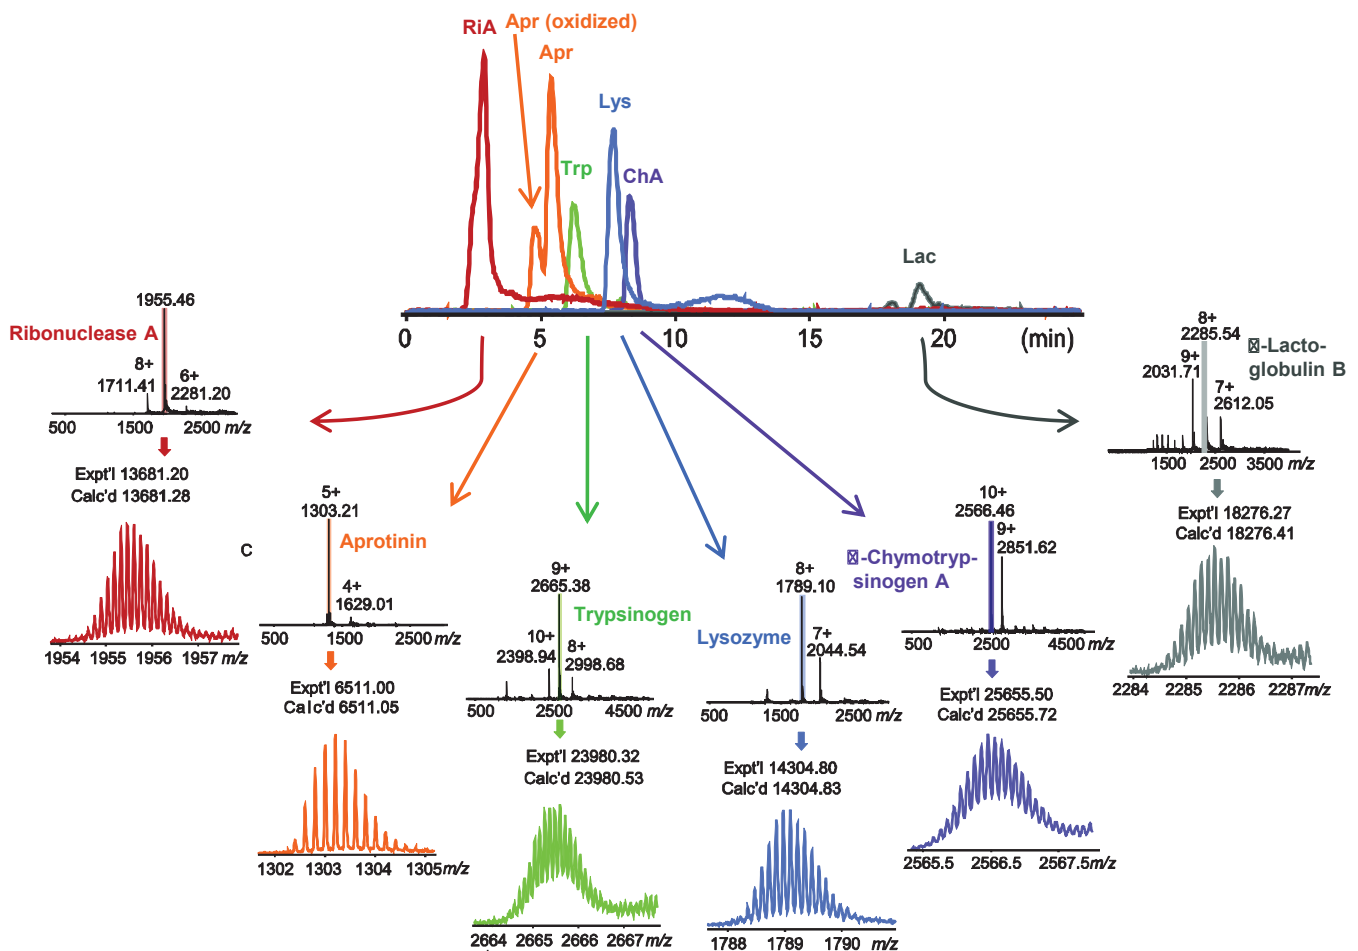 Apr (oxidized)
RiA
Apr
Lys
Trp
ChA
Lac
0 5 10 15 20 (min)
1955.46
Ribonuclease A
8+
1711.41
6+
2281.20
500 1500 2500 m/z
Expt'l 13681.20
Calc'd 13681.28
1954 1955 1956 1957 m/z
C
5+
1303.21
Aprotinin
4+
1629.01
500 1500 2500 m/z
Expt'l 6511.00
Calc'd 6511.05
1302 1303 1304 1305 m/z
9+
2665.38
Trypsinogen
10+
2398.94
8+
2998.68
500 2500 4500 m/z
Expt'l 23980.32
Calc'd 23980.53
2664 2665 2666 2667 m/z
8+
1789.10
Lysozyme
7+
2044.54
500 1500 2500 m/z
Expt'l 14304.80
Calc'd 14304.83
1788 1789 1790 m/z
-Chymotryp-
sinogen A
10+
2566.46
9+
2851.62
500 2500 4500 m/z
Expt'l 25655.50
Calc'd 25655.72
2565.5 2566.5 2567.5 m/z
8+
2285.54
-Lacto-
globulin B
9+
2031.71
7+
2612.05
1500 2500 3500 m/z
Expt'l 18276.27
Calc'd 18276.41
2284 2285 2286 2287 m/z